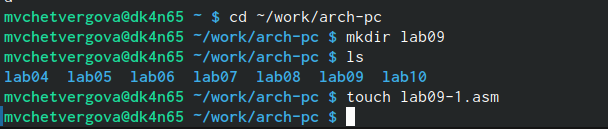 mvchetvergova@dk4n65 ~ $ cd ~/work/arch-pc
mvchetvergova@dk4n65 ~/work/arch-pc $ mkdir lab09
mvchetvergova@dk4n65 ~/work/arch-pc $ ls
lab04 lab05 lab06 lab07 lab08 lab09 lab10
mvchetvergova@dk4n65 ~/work/arch-pc $ touch lab09-1.asm
mvchetvergova@dk4n65 ~/work/arch-pc $